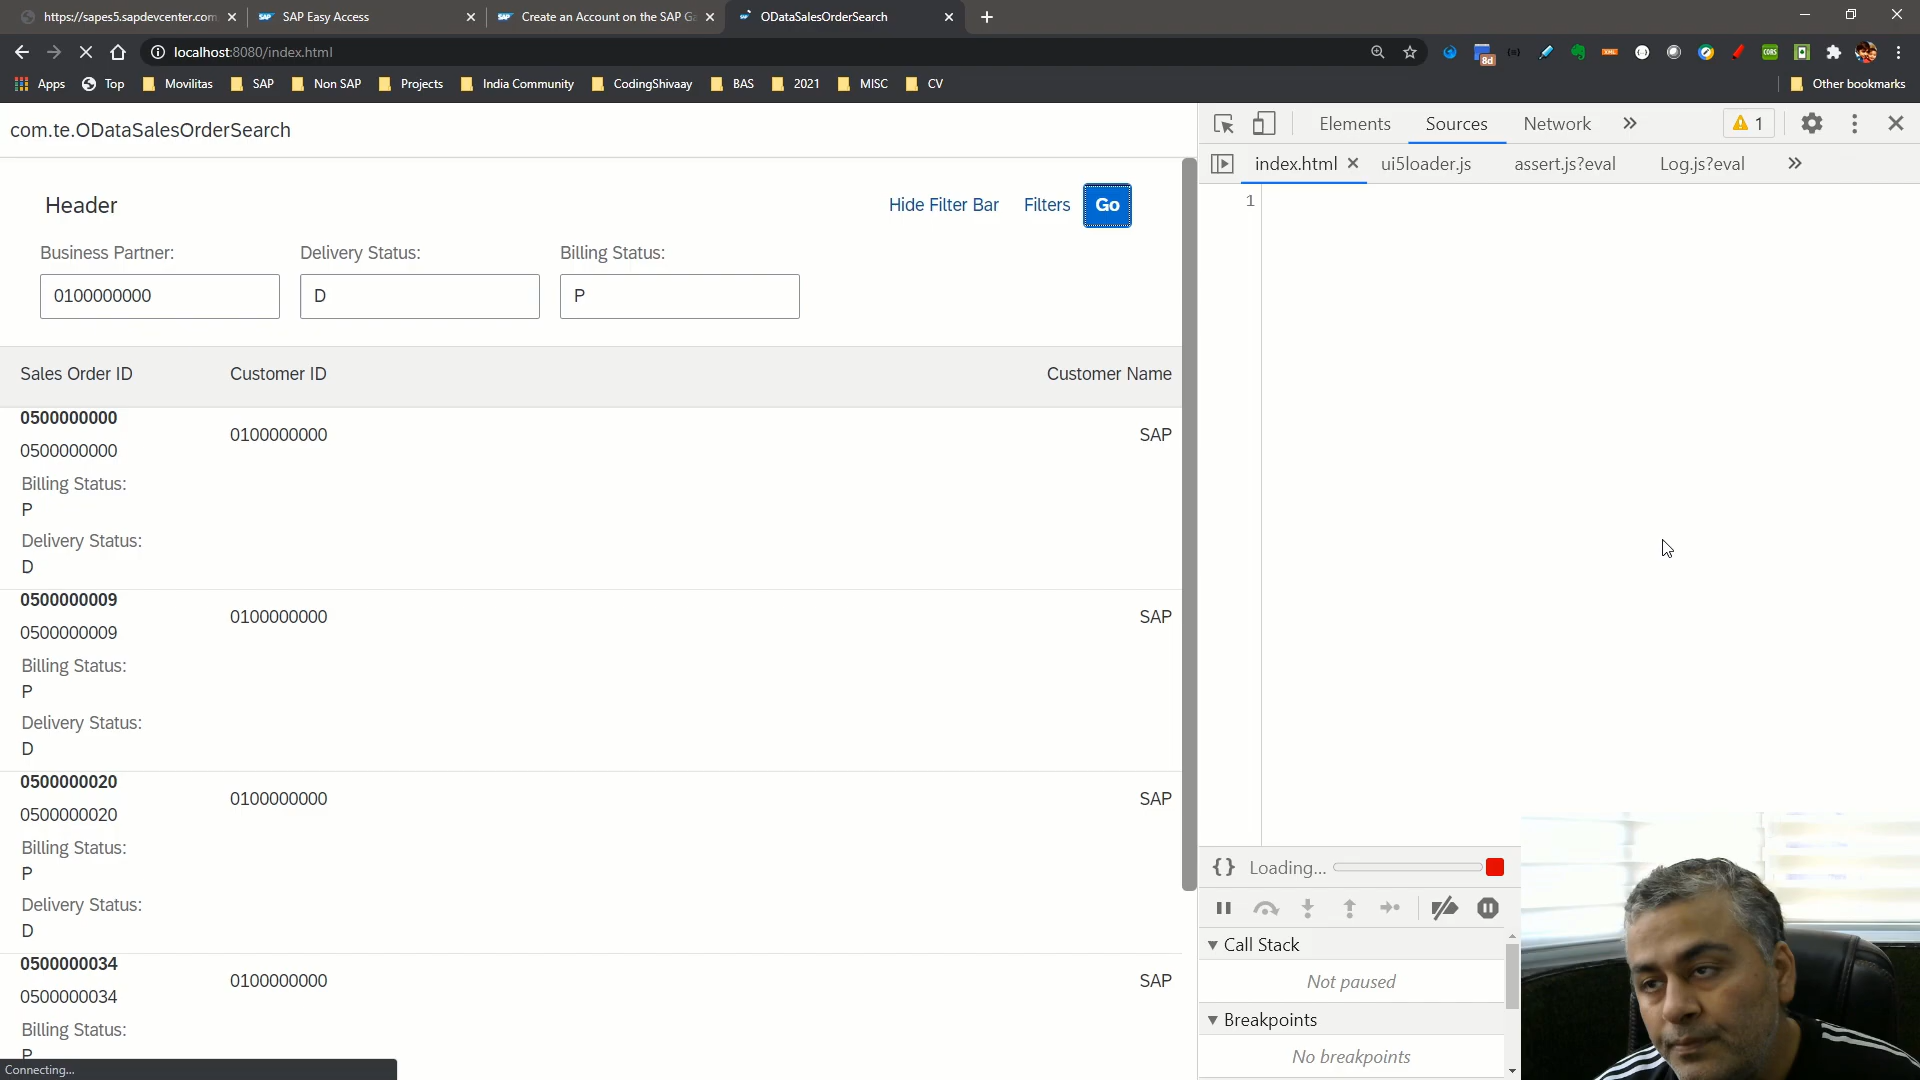 https://sapes5.sapdevcenter.com
SAP Easy Access
Create an Account on the SAP Ga
ODataSalesOrderSearch
localhost:8080/index.html
8d
Apps
Top
Movilitas
SAP
Non SAP
Projects
India Community
CodingShivaay
BAS
2021
MISC
CV
Other bookmarks
com.te.ODataSalesOrderSearch
Elements
Sources
Network
1
index.html
ui5loader.js
assert.js?eval
Log.js?eval
1
Header
Hide Filter Bar
Filters
Go
Business Partner:
Delivery Status:
Billing Status:
0100000000
D
P
Sales Order ID
Customer ID
Customer Name
0500000000
0500000000
0100000000
SAP
Billing Status:
P
Delivery Status:
D
0500000009
0500000009
0100000000
SAP
Billing Status:
P
Delivery Status:
D
0500000020
0500000020
0100000000
SAP
Billing Status:
P
Delivery Status:
D
0500000034
0500000034
0100000000
SAP
Billing Status:
P
Connecting...
{ } Loading...
Call Stack
Not paused
Breakpoints
No breakpoints